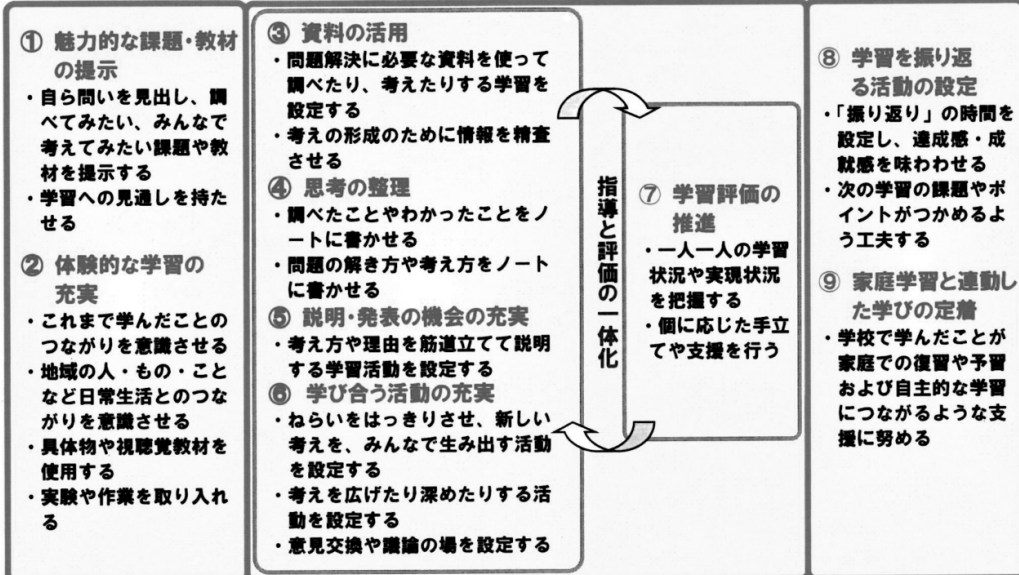 ① 魅力的な課題・教材
の提示
・自ら問いを見出し、調
べてみたい、みんなで
考えてみたい課題や教
材を提示する
・学習への見通しを持た
せる
② 体験的な学習の
充実
・これまで学んだことの
つながりを意識させる
・地域の人・もの・こと
など日常生活とのつな
がりを意識させる
・具体物や視聴覚教材を
使用する
・実験や作業を取り入れ
る
③ 資料の活用
・問題解決に必要な資料を使って
調べたり、考えたりする学習を
設定する
・考えの形成のために情報を精査
させる
④ 思考の整理
・調べたことやわかったことをノ
ートに書かせる
・問題の解き方や考え方をノート
に書かせる
⑤ 説明・発表の機会の充実
・考え方や理由を筋道立てて説明
する学習活動を設定する
⑥ 学び合う活動の充実
・ねらいをはっきりさせ、新しい
考えを、みんなで生み出す活動
を設定する
・考えを広げたり深めたりする活
動を設定する
・意見交換や議論の場を設定する
指導と評価の一体化
⑦ 学習評価の
推進
・一人一人の学習
状況や実現状況
を把握する
・個に応じた手立
てや支援を行う
⑧ 学習を振り返
る活動の設定
・「振り返り」の時間を
設定し、達成感・成
就感を味わわせる
・次の学習の課題やポ
イントがつかめるよ
う工夫する
⑨ 家庭学習と連動し
た学びの定着
・学校で学んだことが
家庭での復習や予習
および自主的な学習
につながるような支
援に努める